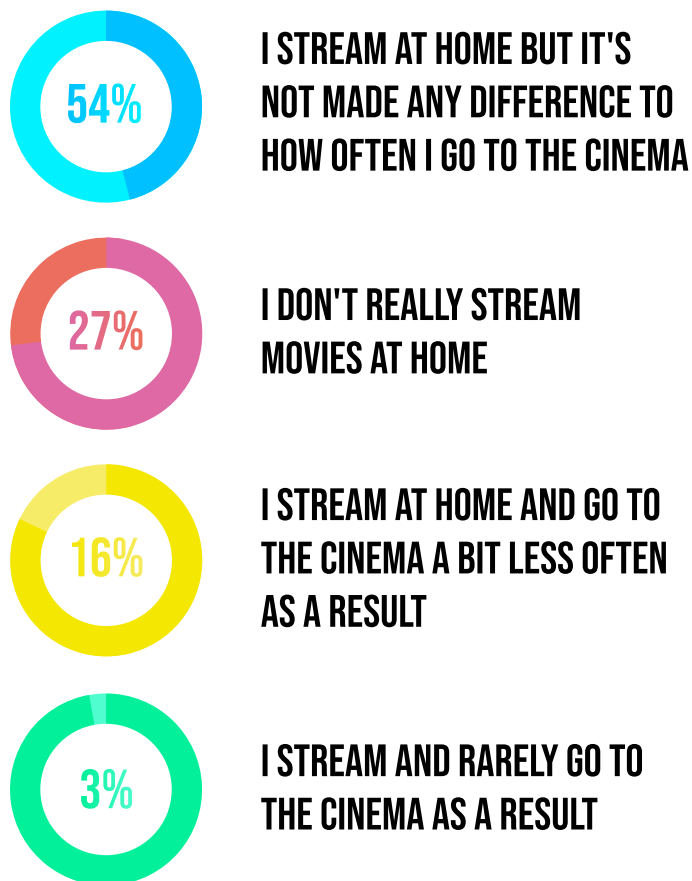 54%
I STREAM AT HOME BUT IT'S
NOT MADE ANY DIFFERENCE TO
HOW OFTEN I GO TO THE CINEMA
27%
I DON'T REALLY STREAM
MOVIES AT HOME
16%
I STREAM AT HOME AND GO TO
THE CINEMA A BIT LESS OFTEN
AS A RESULT
3%
I STREAM AND RARELY GO TO
THE CINEMA AS A RESULT